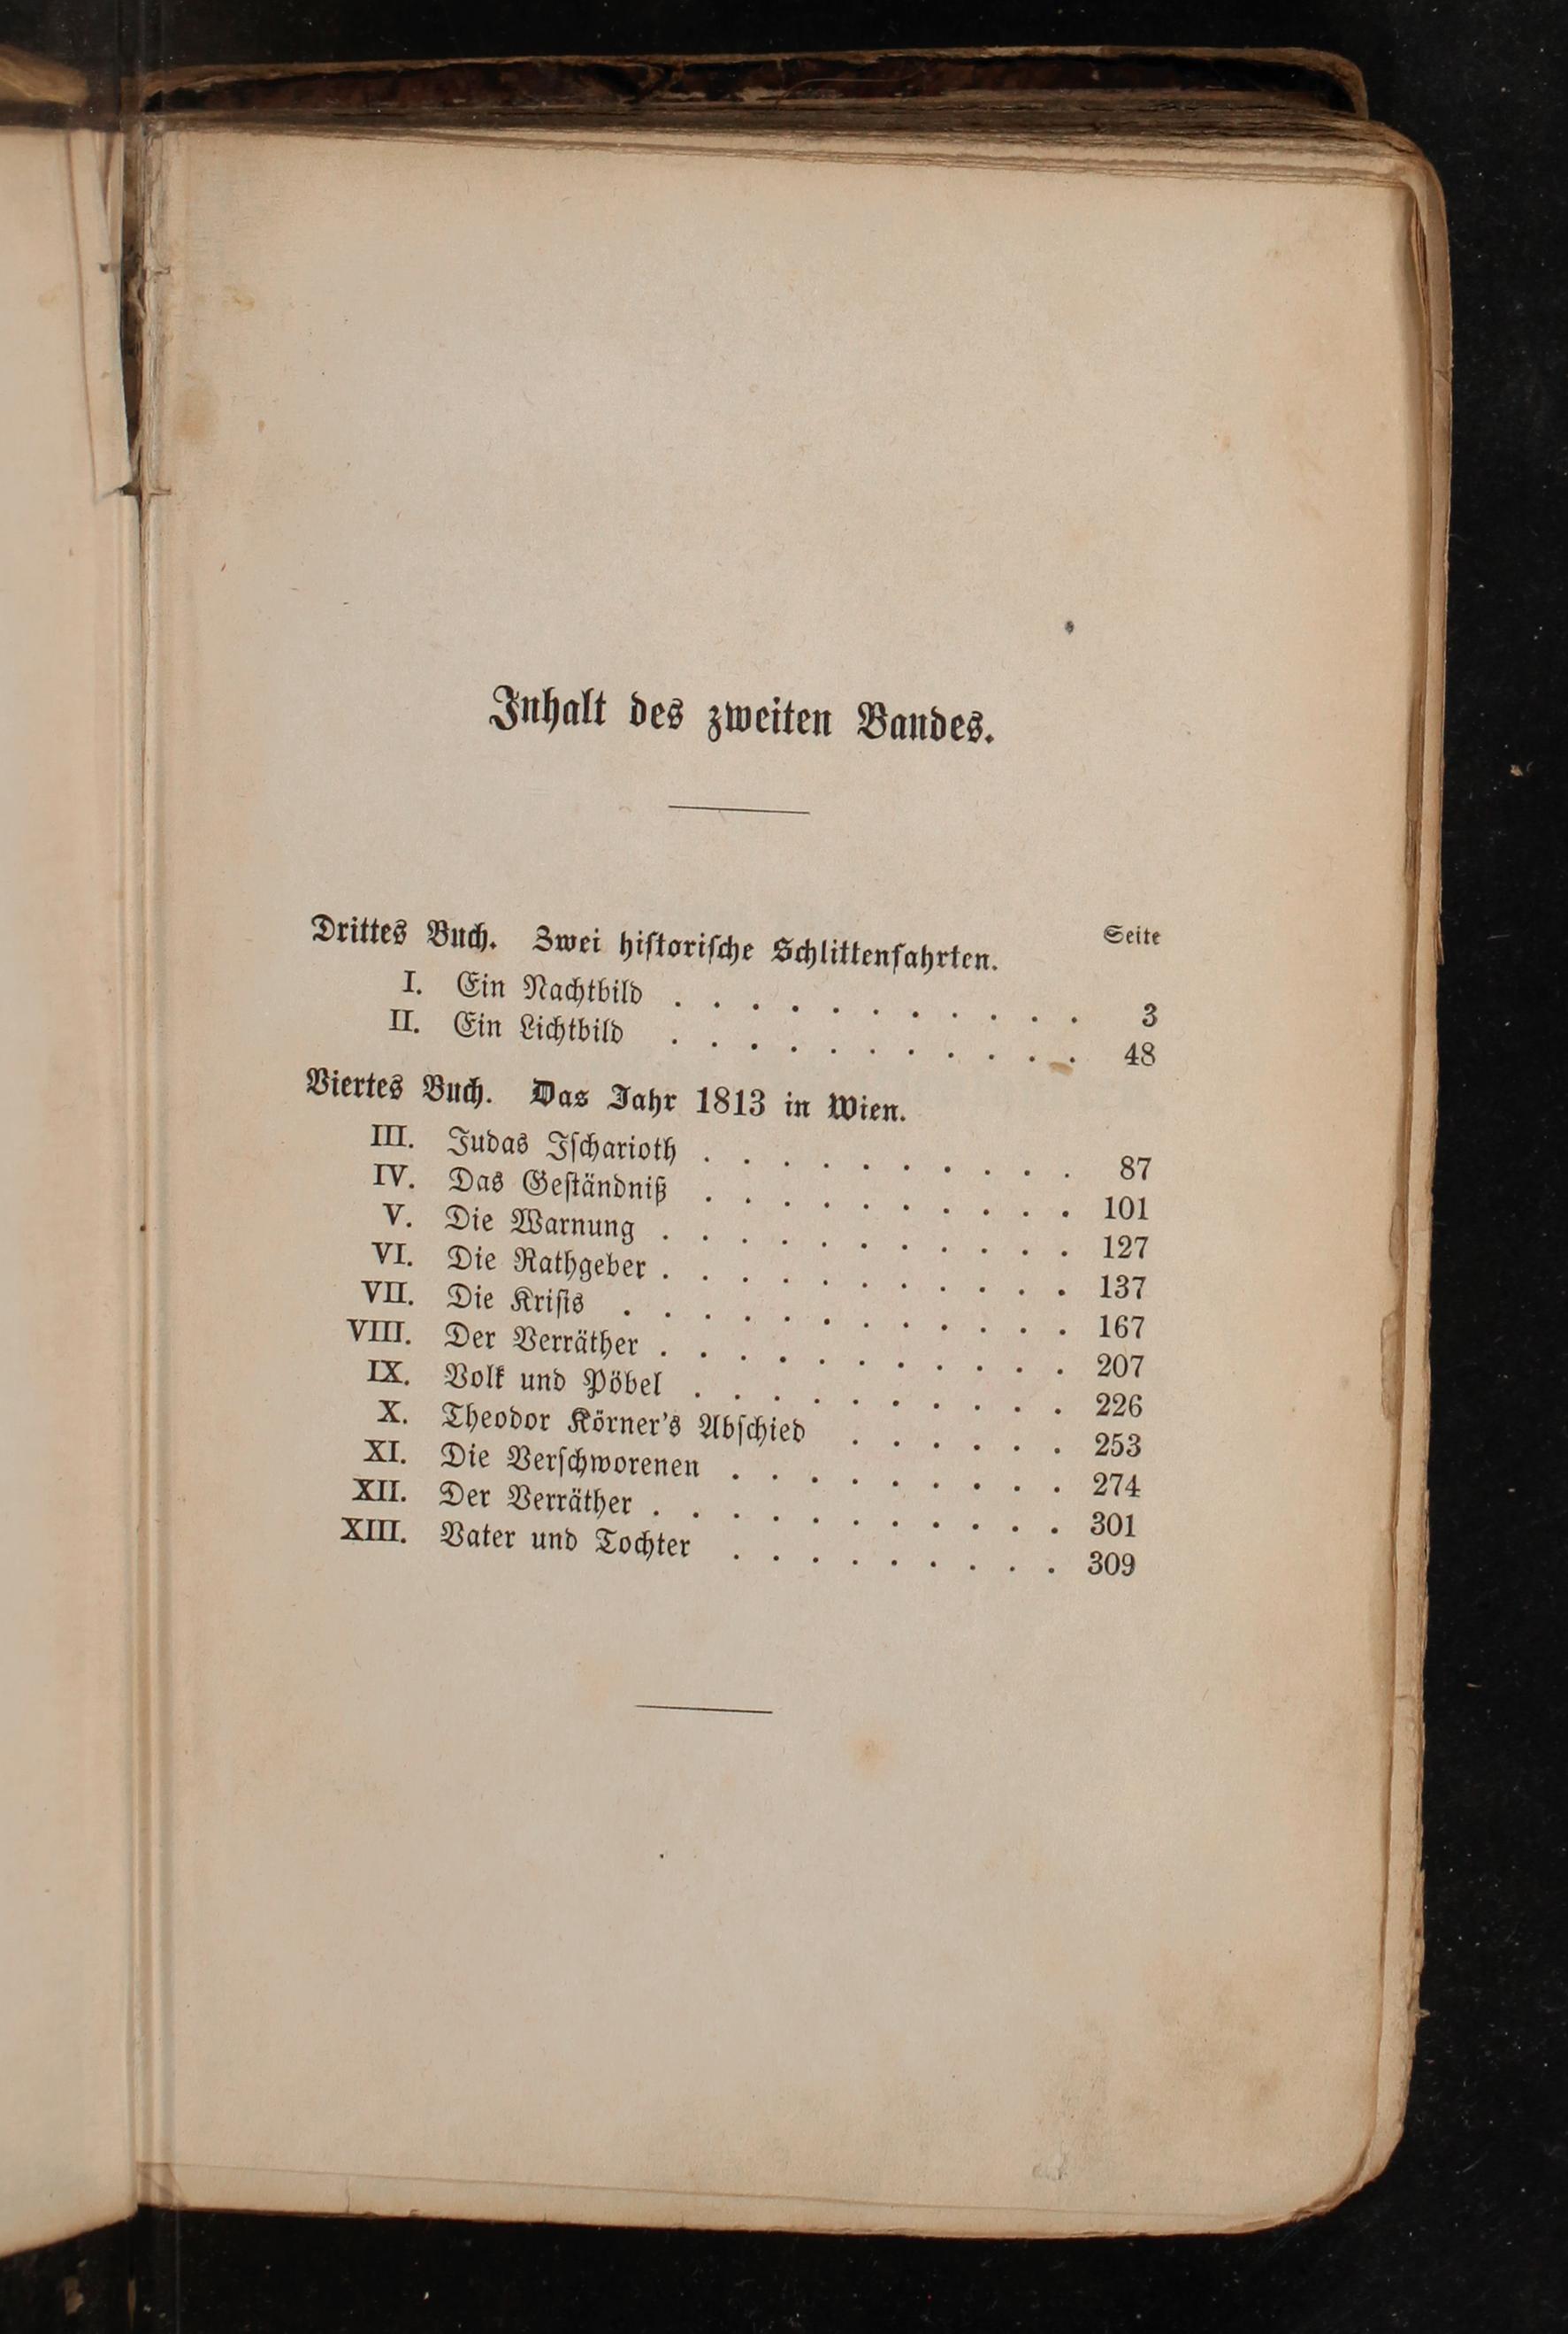 Inhalt des zweiten Bandes.
Seite
Drittes Buch. Zwei hiſtoriſche Schlittenfahrten.
I. Ein Nachtbild . . . . . . . . . . . 3
II. Ein Lichtbild . . . . . . . . . . . 48
Viertes Buch. Das Jahr 1813 in Wien.
III. Judas Iſcharioth . . . . . . . . . . 87
IV. Das Geſtändniß . . . . . . . . . . 101
V. Die Warnung . . . . . . . . . . . 127
VI. Die Rathgeber . . . . . . . . . . . 137
VII. Die Kriſis . . . . . . . . . . . . 167
VIII. Der Verräther . . . . . . . . . . . 207
IX. Volk und Pöbel . . . . . . . . . . 226
X. Theodor Körner's Abſchied . . . . . . 253
XI. Die Verſchworenen . . . . . . . . . 274
XII. Der Verräther . . . . . . . . . . . 301
XIII. Vater und Tochter . . . . . . . . . 309